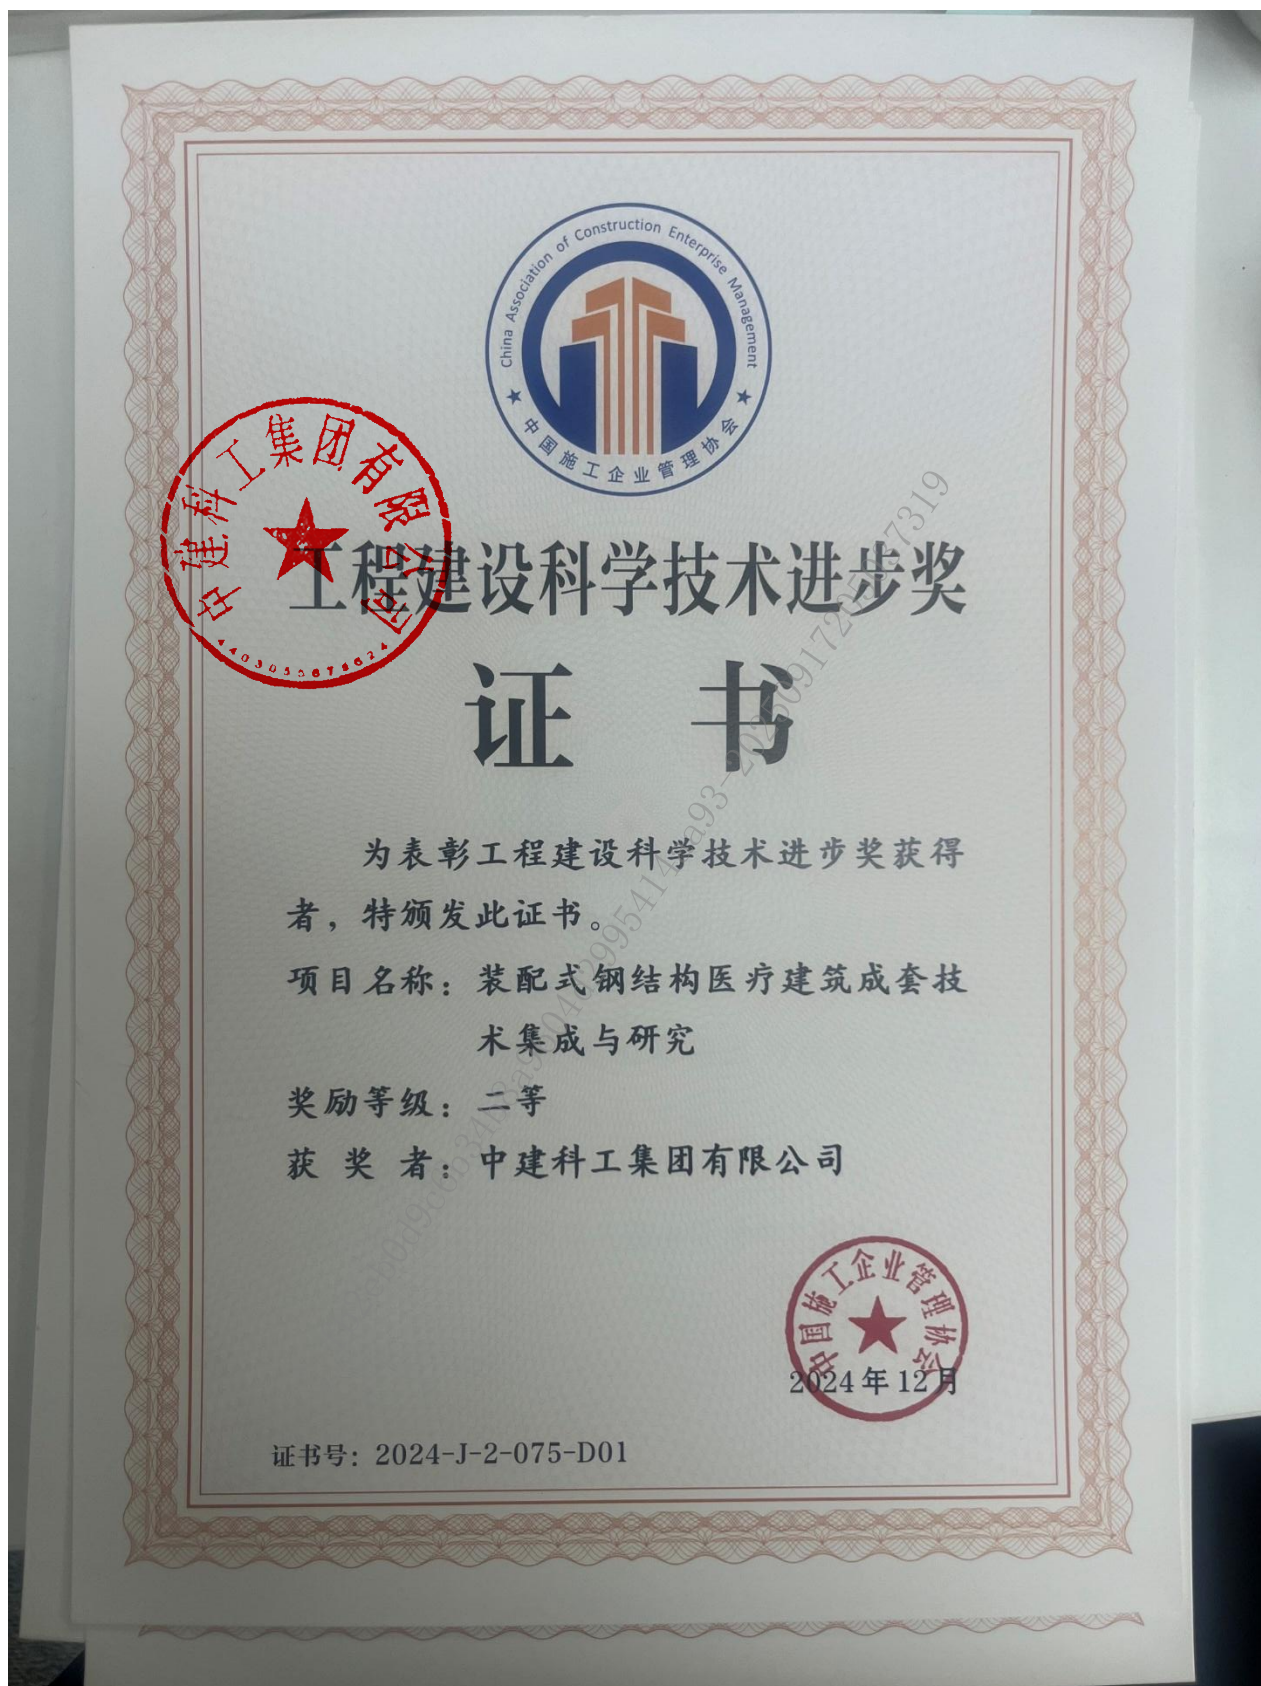 China Association of Construction Enterprise Management
中国施工企业管理协会
中建科工集团有限公司
工程建设科学技术进步奖
证 书
为表彰工程建设科学技术进步奖获得
者，特颁发此证书。
项目名称：装配式钢结构医疗建筑成套技
术集成与研究
奖励等级：二等
获 奖 者：中建科工集团有限公司
中国施工企业管理协会
2024年12月
证书号：2024-J-2-075-D01